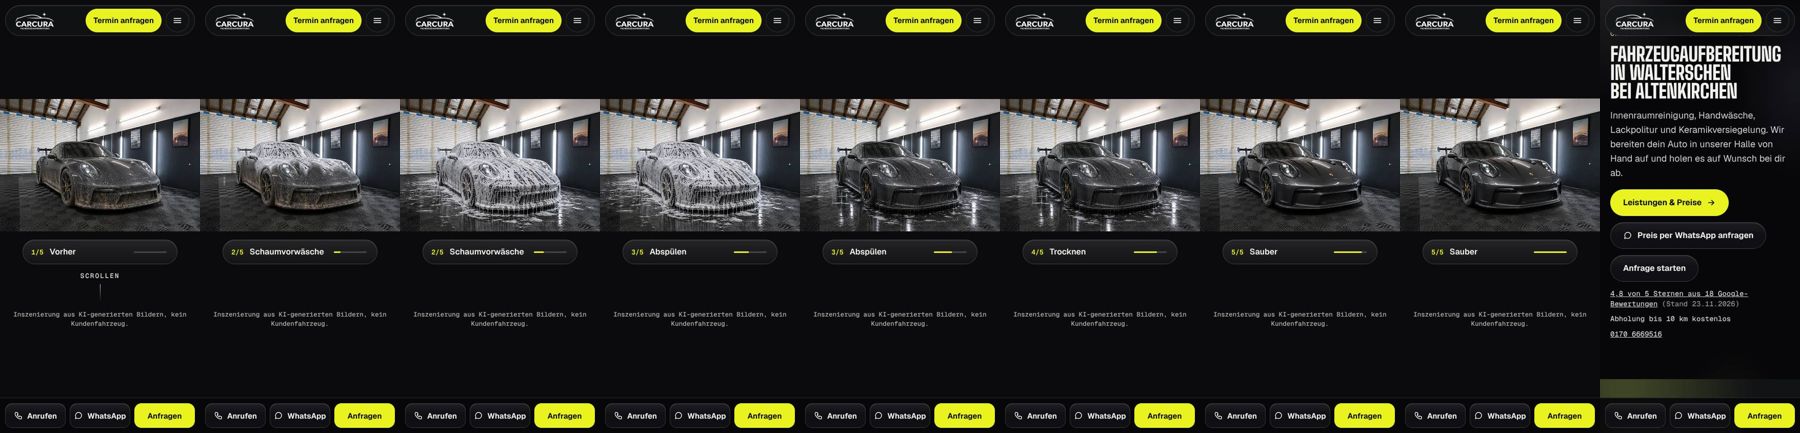 CARCURA
Termin anfragen
1/5 Vorher
SCROLLEN
Inszenierung aus KI-generierten Bildern, kein
Kundenfahrzeug.
Anrufen
WhatsApp
Anfragen
CARCURA
Termin anfragen
2/5 Schaumvorwäsche
Inszenierung aus KI-generierten Bildern, kein
Kundenfahrzeug.
Anrufen
WhatsApp
Anfragen
CARCURA
Termin anfragen
2/5 Schaumvorwäsche
Inszenierung aus KI-generierten Bildern, kein
Kundenfahrzeug.
Anrufen
WhatsApp
Anfragen
CARCURA
Termin anfragen
3/5 Abspülen
Inszenierung aus KI-generierten Bildern, kein
Kundenfahrzeug.
Anrufen
WhatsApp
Anfragen
CARCURA
Termin anfragen
3/5 Abspülen
Inszenierung aus KI-generierten Bildern, kein
Kundenfahrzeug.
Anrufen
WhatsApp
Anfragen
CARCURA
Termin anfragen
4/5 Trocknen
Inszenierung aus KI-generierten Bildern, kein
Kundenfahrzeug.
Anrufen
WhatsApp
Anfragen
CARCURA
Termin anfragen
5/5 Sauber
Inszenierung aus KI-generierten Bildern, kein
Kundenfahrzeug.
Anrufen
WhatsApp
Anfragen
CARCURA
Termin anfragen
5/5 Sauber
Inszenierung aus KI-generierten Bildern, kein
Kundenfahrzeug.
Anrufen
WhatsApp
Anfragen
CARCURA
Termin anfragen
FAHRZEUGAUFBEREITUNG
IN WALTERSCHEN
BEI ALTENKIRCHEN
Innenraumreinigung, Handwäsche,
Lackpolitur und Keramikversiegelung. Wir
bereiten dein Auto in unserer Halle von
Hand auf und holen es auf Wunsch bei dir
ab.
Leistungen & Preise →
Preis per WhatsApp anfragen
Anfrage starten
4,8 von 5 Sternen aus 18 Google-
Bewertungen (Stand 23.11.2026)
Abholung bis 10 km kostenlos
0170 6669516
Anrufen
WhatsApp
Anfragen